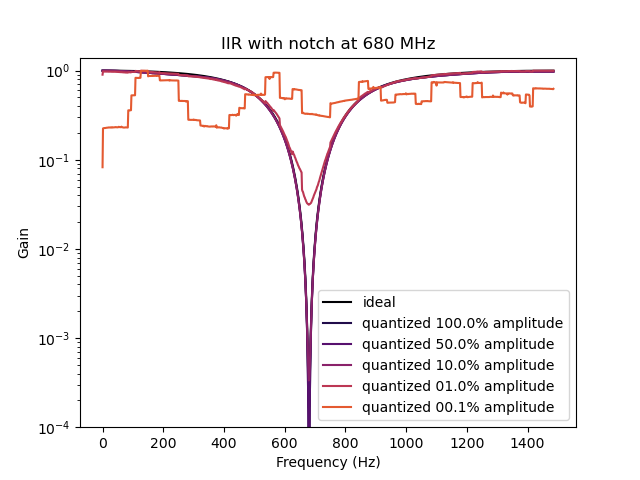 IIR with notch at 680 MHz
10⁰
10⁻¹
10⁻²
10⁻³
10⁻⁴
Gain
ideal
quantized 100.0% amplitude
quantized 50.0% amplitude
quantized 10.0% amplitude
quantized 01.0% amplitude
quantized 00.1% amplitude
0 200 400 600 800 1000 1200 1400
Frequency (Hz)